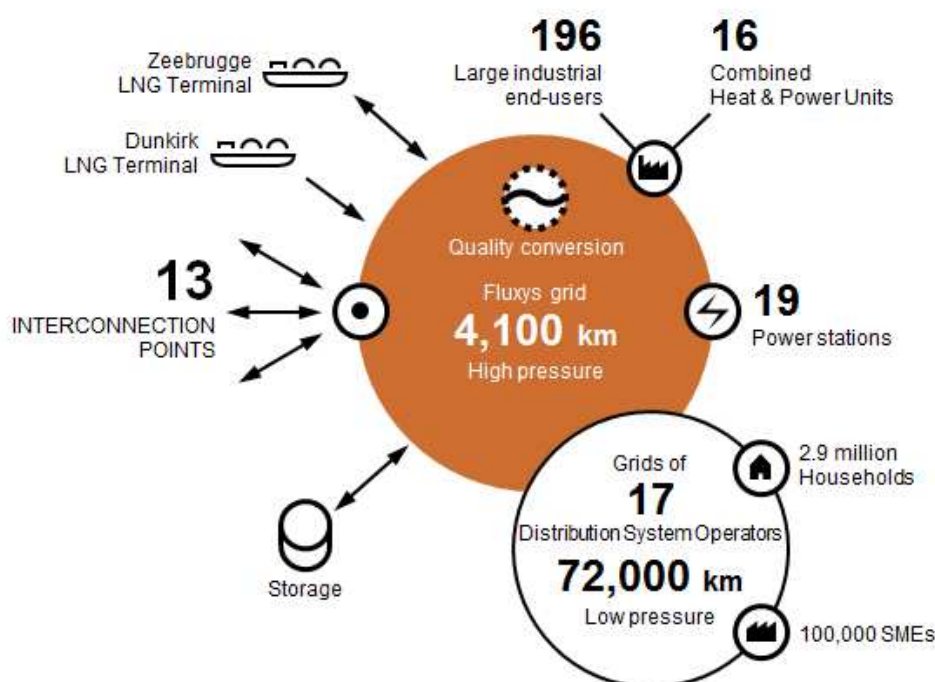 Zeebrugge
LNG Terminal
Dunkirk
LNG Terminal
13
INTERCONNECTION
POINTS
Storage
196
Large industrial
end-users
16
Combined
Heat & Power Units
Quality conversion
Fluxys grid
4,100 km
High pressure
19
Power stations
Grids of
17
Distribution System Operators
72,000 km
Low pressure
2.9 million
Households
100,000 SMEs